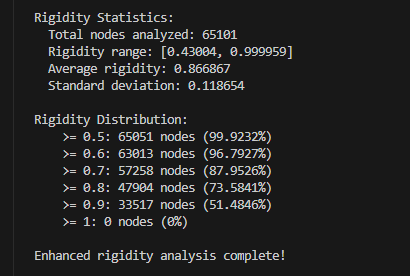 Rigidity Statistics:
Total nodes analyzed: 65101
Rigidity range: [0.43004, 0.999959]
Average rigidity: 0.866867
Standard deviation: 0.118654
Rigidity Distribution:
>= 0.5: 65051 nodes (99.9232%)
>= 0.6: 63013 nodes (96.7927%)
>= 0.7: 57258 nodes (87.9526%)
>= 0.8: 47904 nodes (73.5841%)
>= 0.9: 33517 nodes (51.4846%)
>= 1: 0 nodes (0%)
Enhanced rigidity analysis complete!